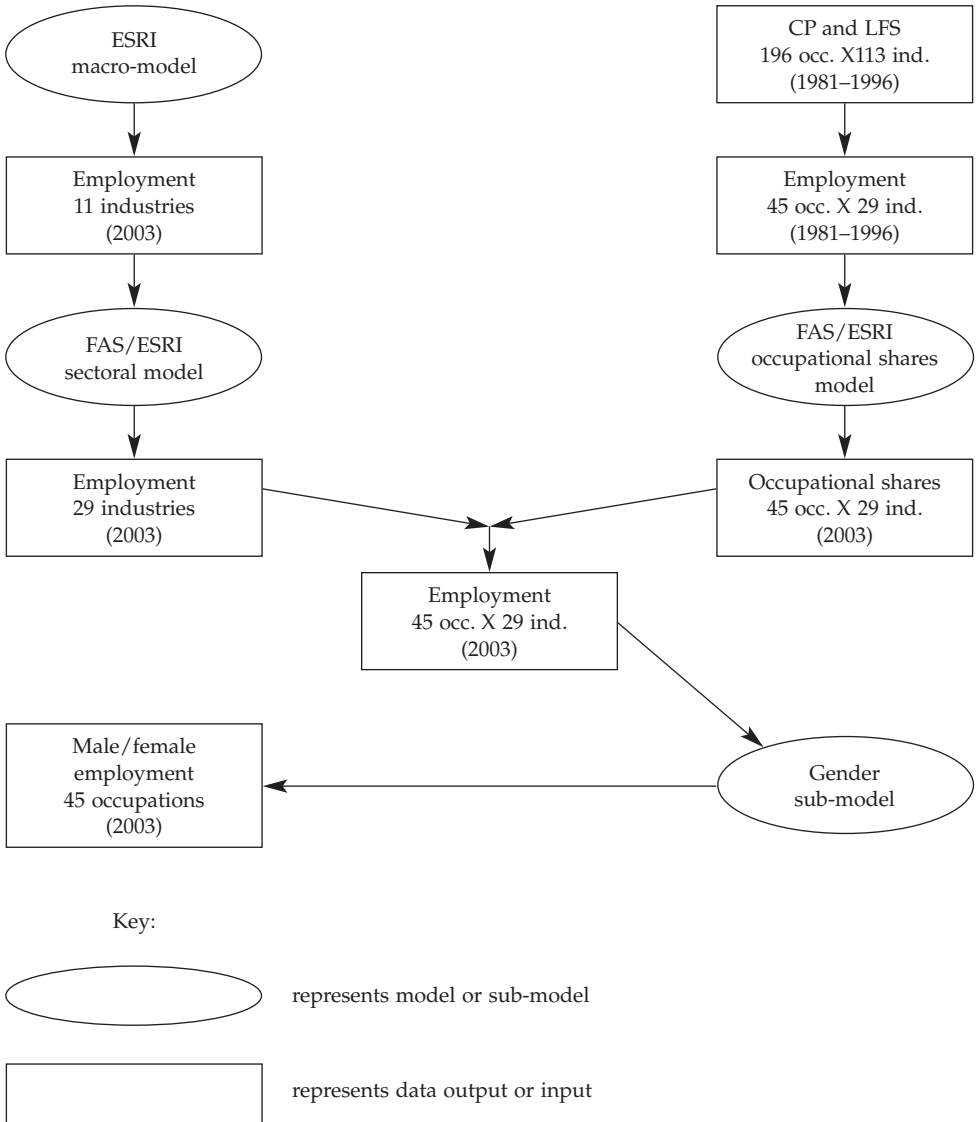 ESRI
macro-model
CP and LFS
196 occ. X113 ind.
(1981–1996)
Employment
11 industries
(2003)
Employment
45 occ. X 29 ind.
(1981–1996)
FAS/ESRI
sectoral model
FAS/ESRI
occupational shares
model
Employment
29 industries
(2003)
Occupational shares
45 occ. X 29 ind.
(2003)
Employment
45 occ. X 29 ind.
(2003)
Male/female
employment
45 occupations
(2003)
Gender
sub-model
Key:
represents model or sub-model
represents data output or input